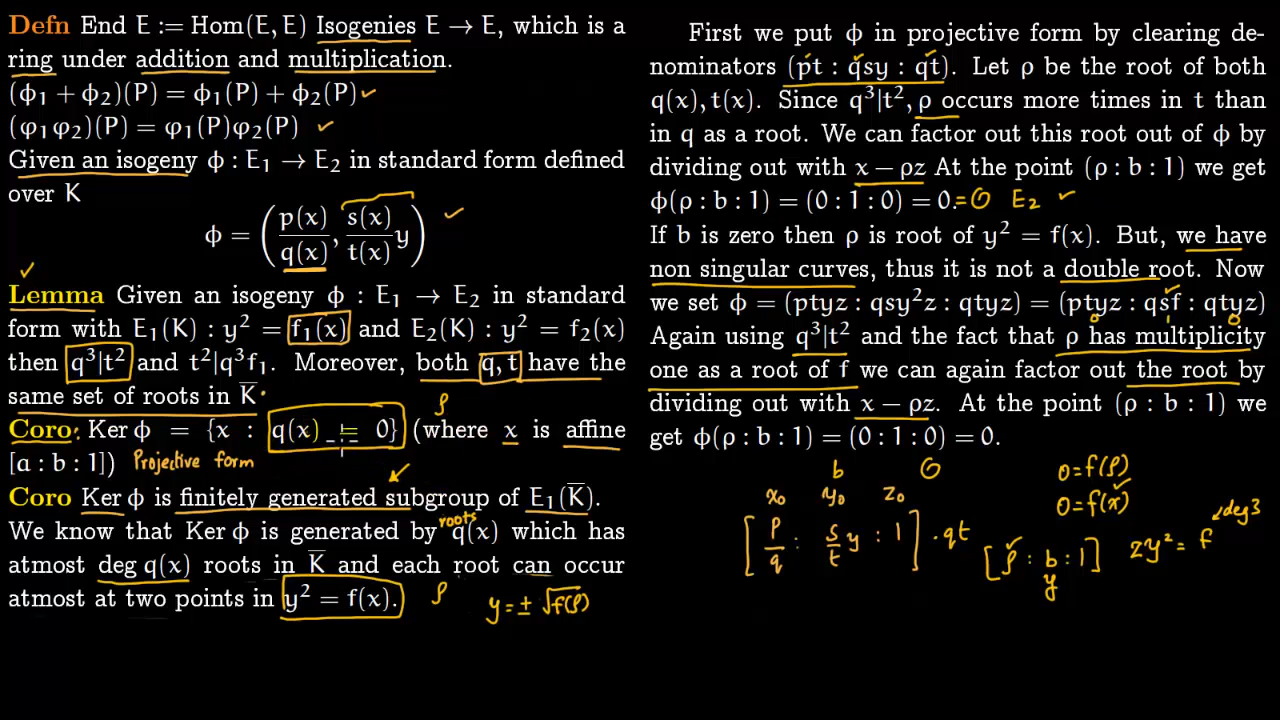 Defn End E := Hom(E, E) Isogenies E → E, which is a
ring under addition and multiplication.
(ϕ₁ + ϕ₂)(P) = ϕ₁(P) + ϕ₂(P)
(φ₁φ₂)(P) = φ₁(P)φ₂(P)
Given an isogeny ϕ : E₁ → E₂ in standard form defined
over K
ϕ = ( p(x)/q(x), s(x)/t(x) y )
Lemma Given an isogeny ϕ : E₁ → E₂ in standard
form with E₁(K) : y² = f₁(x) and E₂(K) : y² = f₂(x)
then q³|t² and t²|q³f₁. Moreover, both q, t have the
same set of roots in K̅.
ρ
Coro: Ker ϕ = {x : q(x) = 0} (where x is affine
[a : b : 1]) Projective form
Coro Ker ϕ is finitely generated subgroup of E₁(K̅).
We know that Ker ϕ is generated by q(x) which has
roots
atmost deg q(x) roots in K̅ and each root can occur
atmost at two points in y² = f(x).
ρ y = ± √f(ρ)
First we put ϕ in projective form by clearing de-
nominators (pt : qsy : qt). Let ρ be the root of both
q(x), t(x). Since q³|t², ρ occurs more times in t than
in q as a root. We can factor out this root out of ϕ by
dividing out with x − ρz At the point (ρ : b : 1) we get
ϕ(ρ : b : 1) = (0 : 1 : 0) = 0. = O E₂
If b is zero then ρ is root of y² = f(x). But, we have
non singular curves, thus it is not a double root. Now
we set ϕ = (ptyz : qsy²z : qtyz) = (ptyz : qsf : qtyz)
0 1 0
Again using q³|t² and the fact that ρ has multiplicity
one as a root of f we can again factor out the root by
dividing out with x − ρz. At the point (ρ : b : 1) we
get ϕ(ρ : b : 1) = (0 : 1 : 0) = 0.
b O 0 = f(ρ)
x₀ y₀ z₀ 0 = f(x)
[ p/q : s/t y : 1 ] · qt
[ρ : b : 1] zy² = f deg 3
y